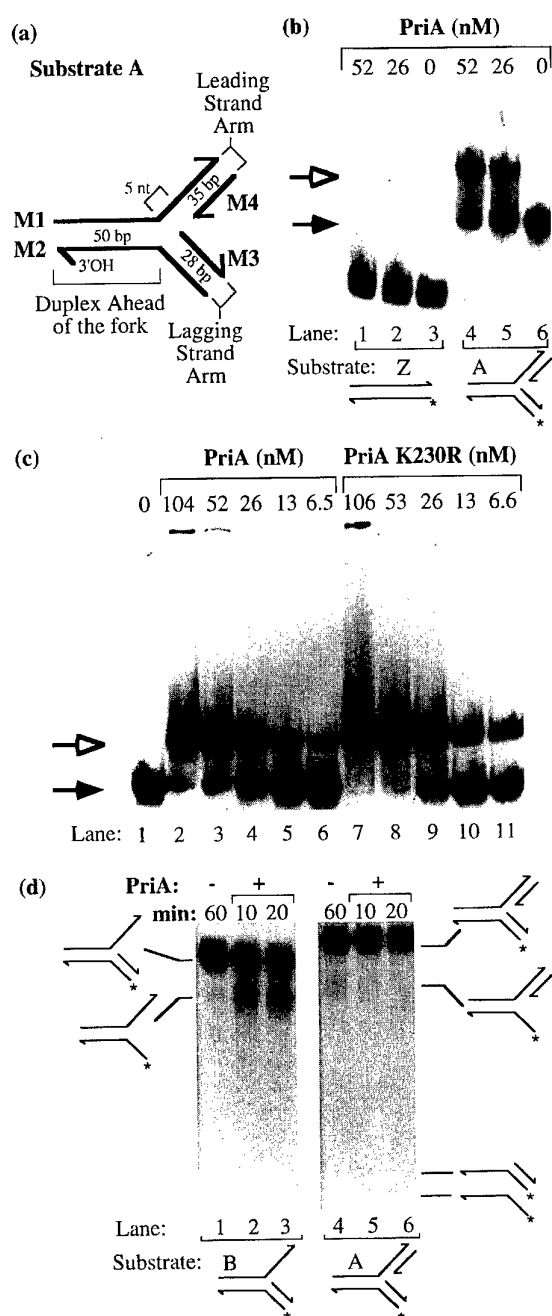 (a)
Substrate A
Leading
Strand
Arm
5 nt
35 bp
M1
M4
M2
50 bp
M3
3'OH
28 bp
Duplex Ahead
of the fork
Lagging
Strand
Arm
(b)
PriA (nM)
52 26 0 52 26 0
Lane: 1 2 3 4 5 6
Substrate: Z A
*
*
(c)
PriA (nM) PriA K230R (nM)
0 104 52 26 13 6.5 106 53 26 13 6.6
Lane: 1 2 3 4 5 6 7 8 9 10 11
(d)
PriA: - + - +
min: 60 10 20 60 10 20
*
*
*
*
*
*
Lane: 1 2 3 4 5 6
Substrate: B A
*
*